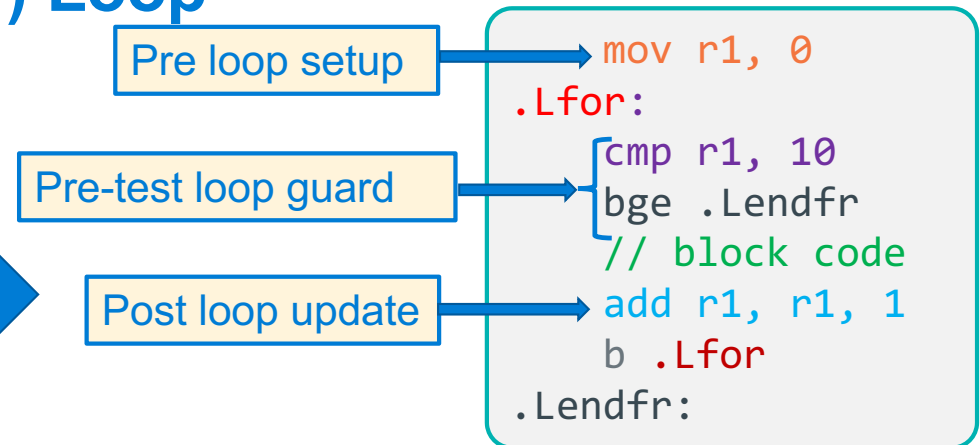 ) Loop
Pre loop setup
mov r1, 0
.Lfor:
Pre-test loop guard
cmp r1, 10
bge .Lendfr
// block code
Post loop update
add r1, r1, 1
b .Lfor
.Lendfr: